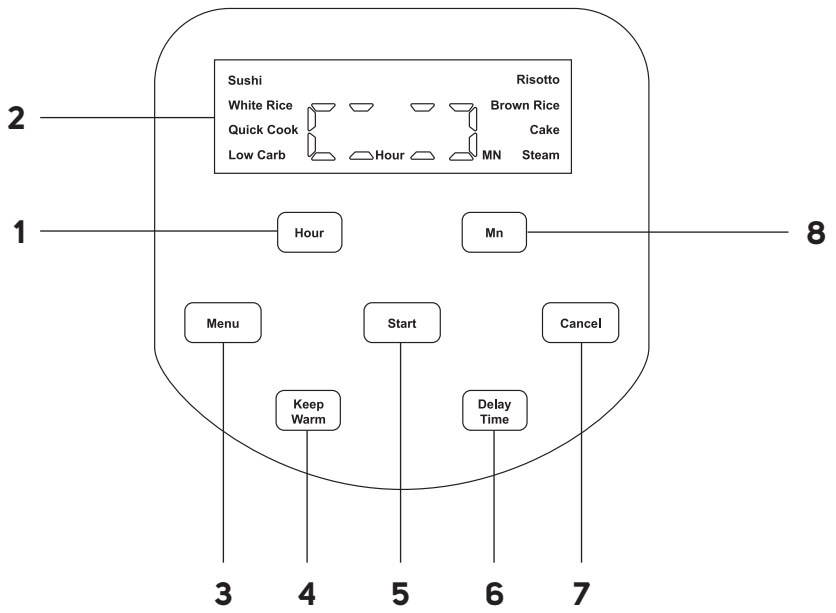 Sushi Risotto
White Rice Brown Rice
2
Quick Cook Cake
Low Carb Hour MN Steam
1 Hour Mn 8
Menu Start Cancel
Keep
Warm
Delay
Time
3 4 5 6 7